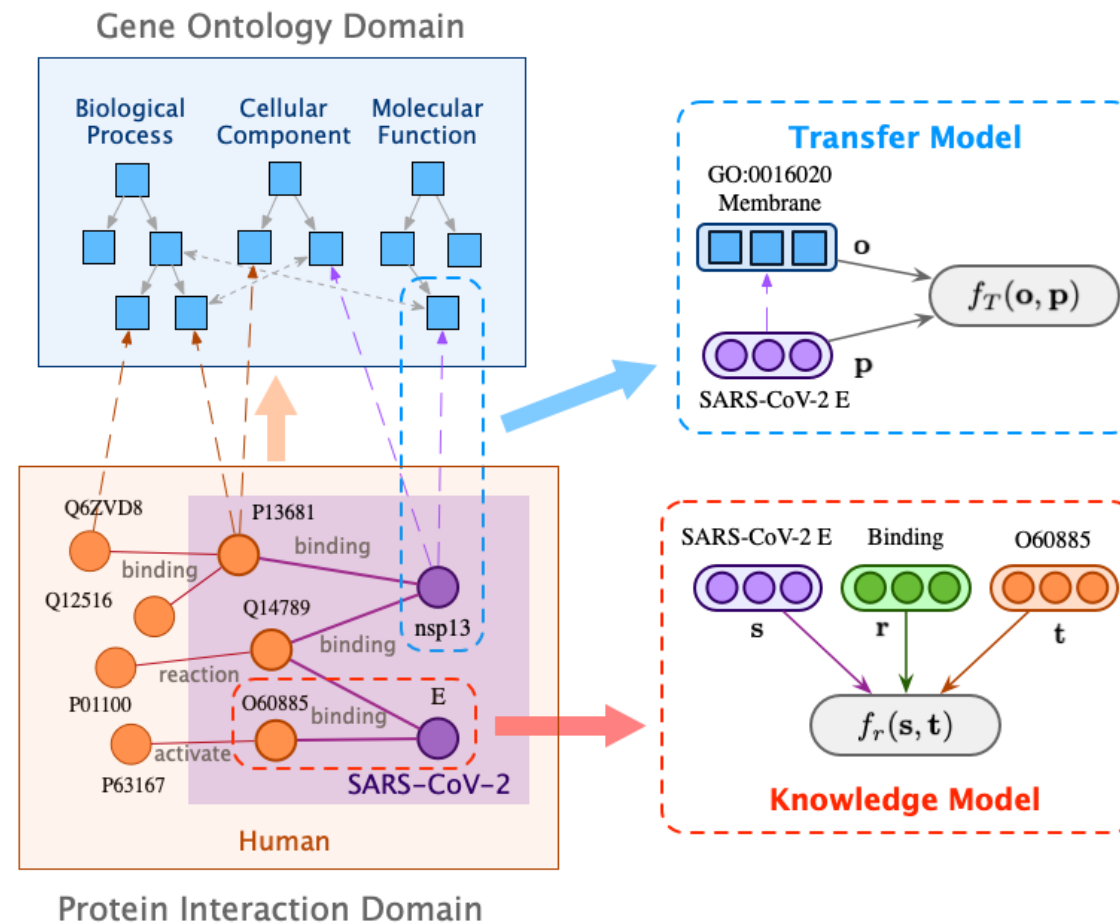 Gene Ontology Domain
Biological
Process
Cellular
Component
Molecular
Function
Transfer Model
GO:0016020
Membrane
o
f_T(o, p)
p
SARS-CoV-2 E
Q6ZVD8
P13681
binding
binding
Q12516
Q14789
nsp13
binding
reaction
P01100
O60885
E
binding
activate
P63167
SARS-CoV-2
Human
Protein Interaction Domain
SARS-CoV-2 E
Binding
O60885
s
r
t
f_r(s, t)
Knowledge Model